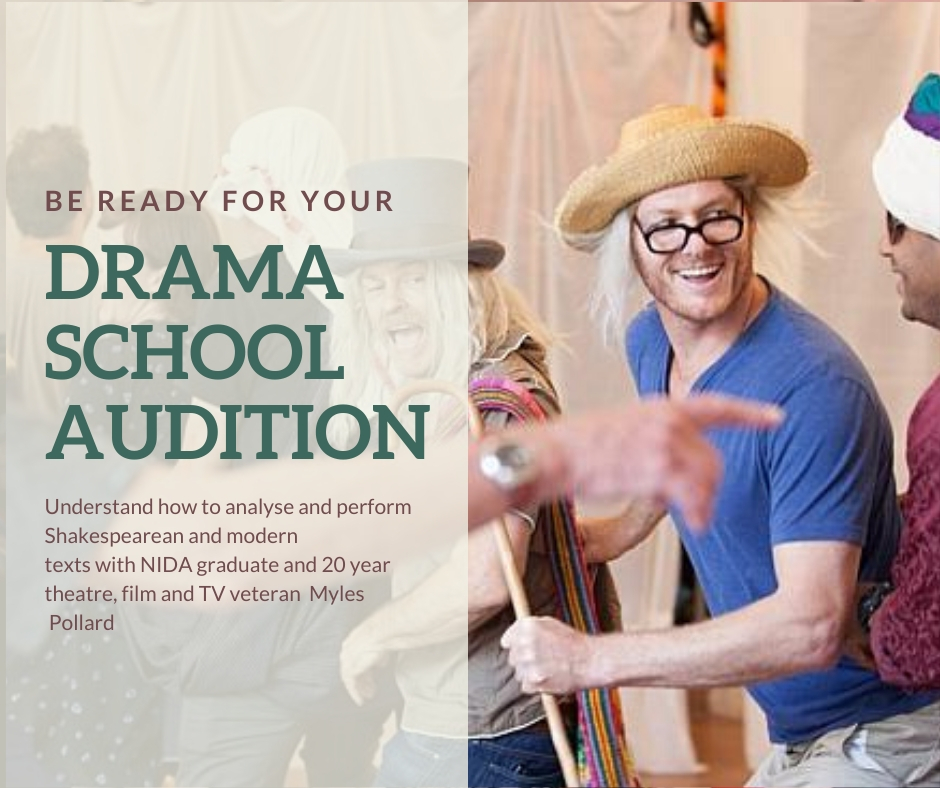 BE READY FOR YOUR
DRAMA
SCHOOL
AUDITION
Understand how to analyse and perform
Shakespearean and modern
texts with NIDA graduate and 20 year
theatre, film and TV veteran  Myles
Pollard